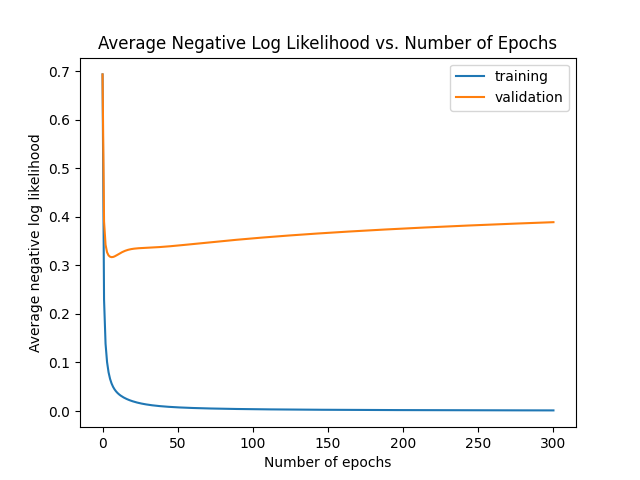 Average Negative Log Likelihood vs. Number of Epochs
training
validation
Average negative log likelihood
0.7
0.6
0.5
0.4
0.3
0.2
0.1
0.0
0 50 100 150 200 250 300
Number of epochs